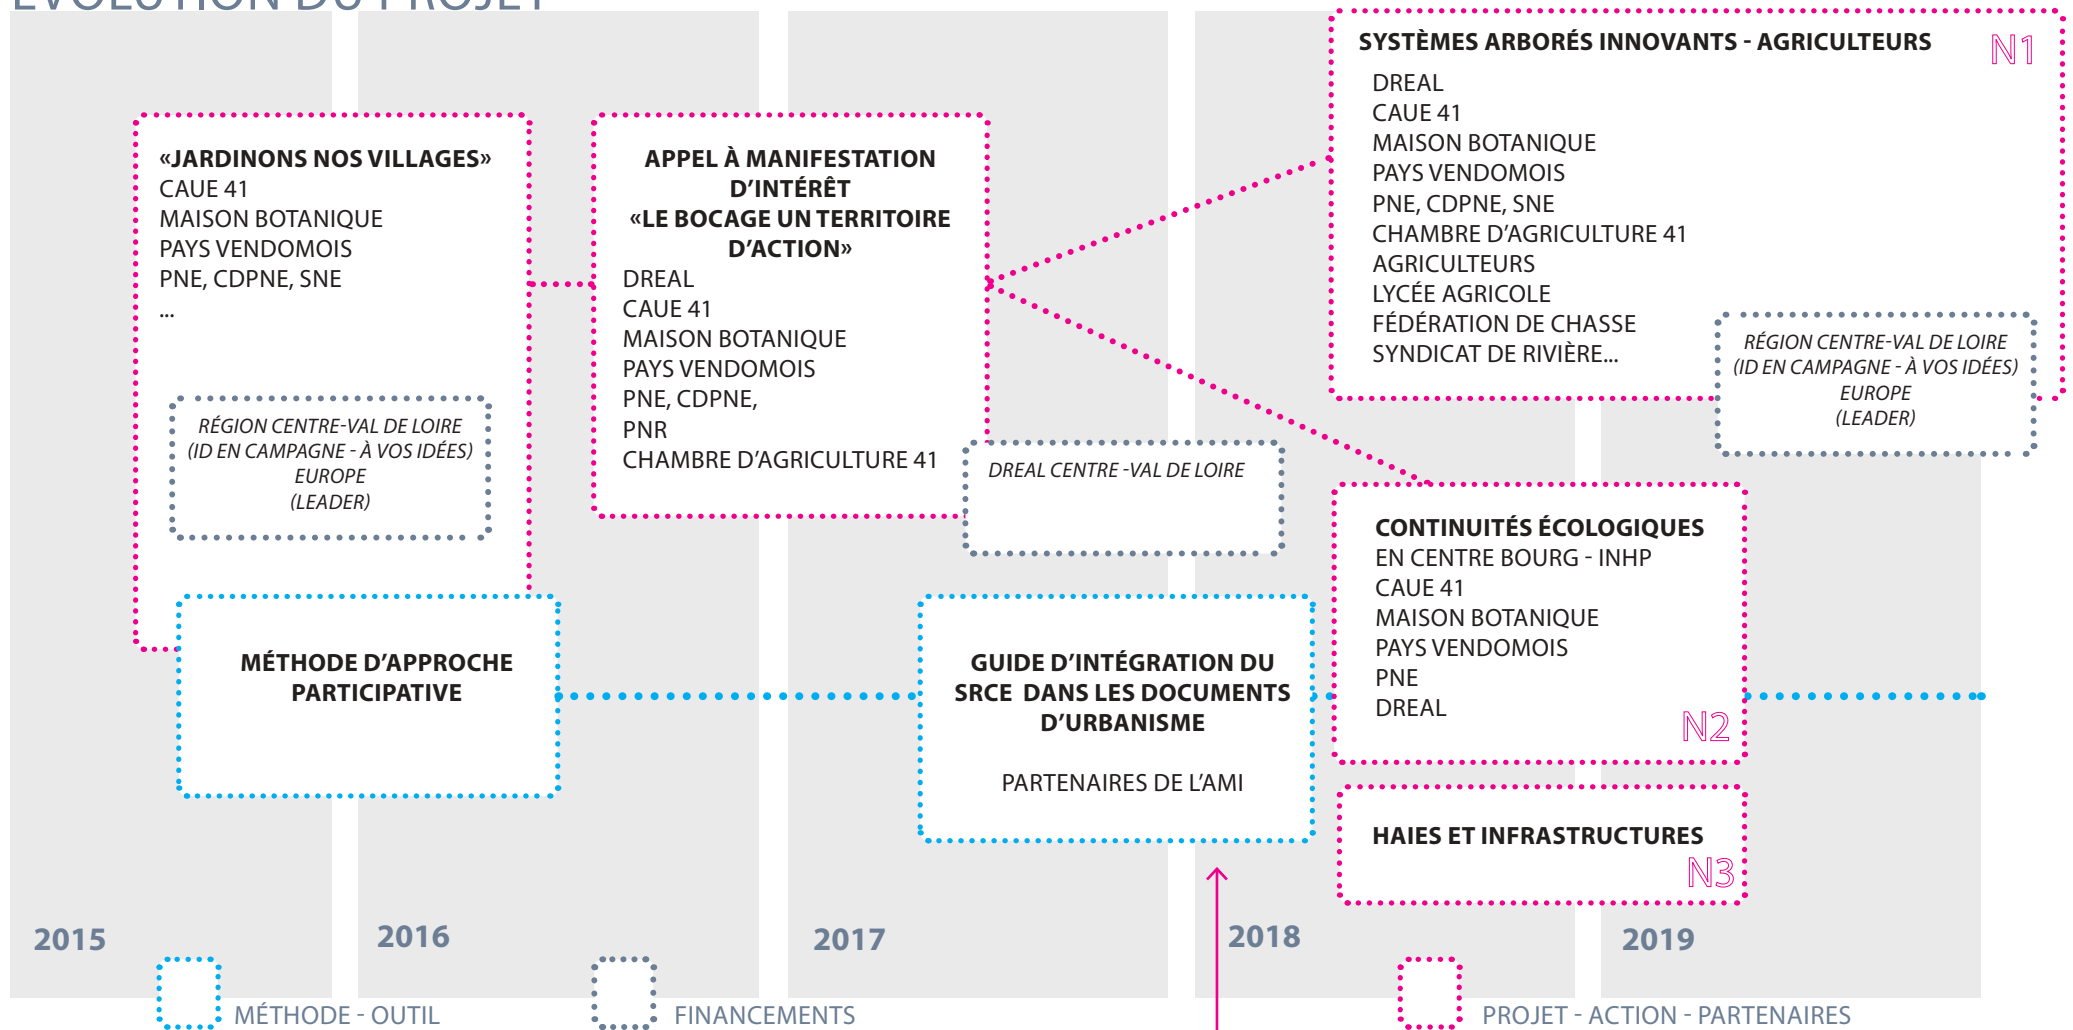 ÉVOLUTION DU PROJET
«JARDINONS NOS VILLAGES»
CAUE 41
MAISON BOTANIQUE
PAYS VENDOMOIS
PNE, CDPNE, SNE
...
RÉGION CENTRE-VAL DE LOIRE
(ID EN CAMPAGNE - À VOS IDÉES)
EUROPE
(LEADER)
MÉTHODE D'APPROCHE
PARTICIPATIVE
APPEL À MANIFESTATION
D'INTÉRÊT
«LE BOCAGE UN TERRITOIRE
D'ACTION»
DREAL
CAUE 41
MAISON BOTANIQUE
PAYS VENDOMOIS
PNE, CDPNE,
PNR
CHAMBRE D'AGRICULTURE 41
DREAL CENTRE -VAL DE LOIRE
GUIDE D'INTÉGRATION DU
SRCE DANS LES DOCUMENTS
D'URBANISME
PARTENAIRES DE L'AMI
SYSTÈMES ARBORÉS INNOVANTS - AGRICULTEURS
N1
DREAL
CAUE 41
MAISON BOTANIQUE
PAYS VENDOMOIS
PNE, CDPNE, SNE
CHAMBRE D'AGRICULTURE 41
AGRICULTEURS
LYCÉE AGRICOLE
FÉDÉRATION DE CHASSE
SYNDICAT DE RIVIÈRE...
RÉGION CENTRE-VAL DE LOIRE
(ID EN CAMPAGNE - À VOS IDÉES)
EUROPE
(LEADER)
CONTINUITÉS ÉCOLOGIQUES
EN CENTRE BOURG - INHP
CAUE 41
MAISON BOTANIQUE
PAYS VENDOMOIS
PNE
DREAL
N2
HAIES ET INFRASTRUCTURES
N3
2015
2016
2017
2018
2019
MÉTHODE - OUTIL
FINANCEMENTS
PROJET - ACTION - PARTENAIRES